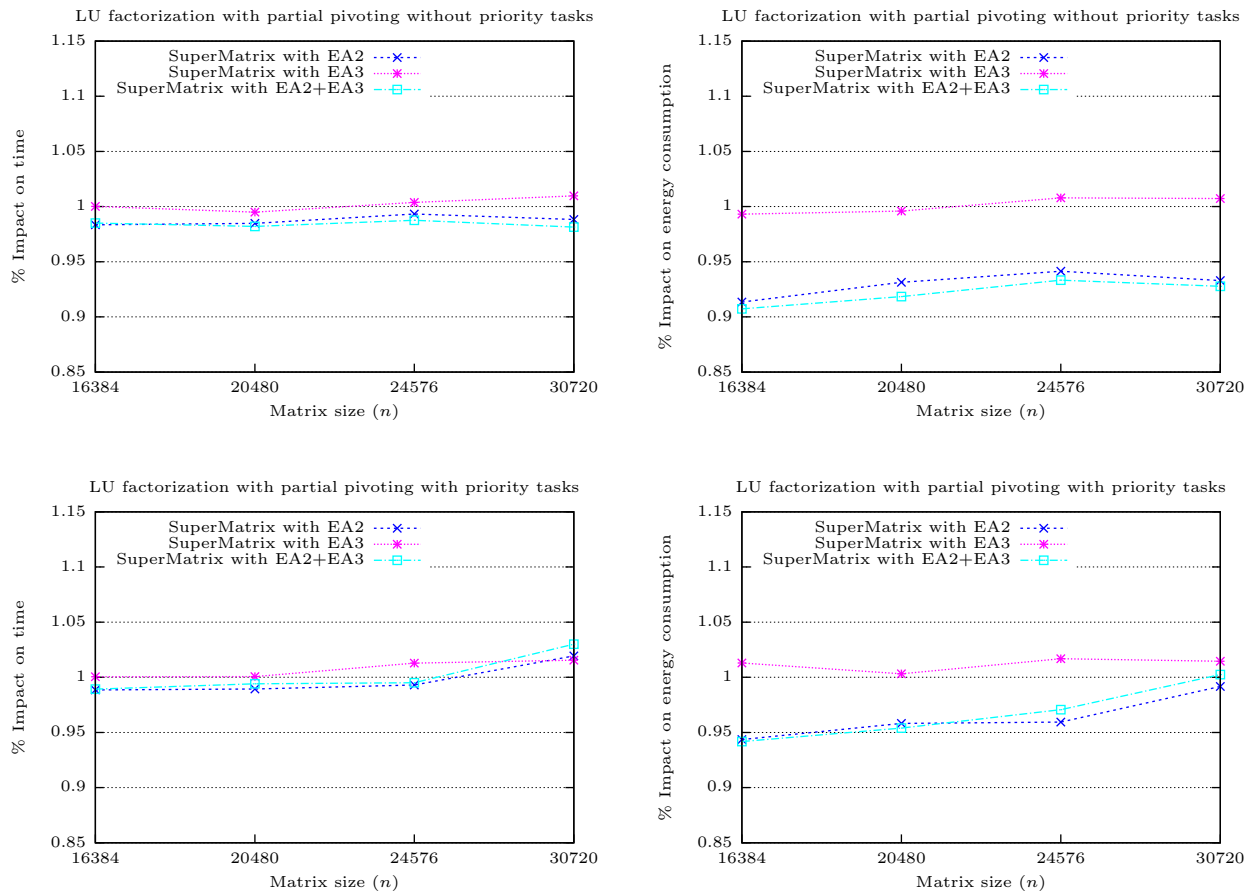 LU factorization with partial pivoting without priority tasks
1.15
1.1
1.05
1
0.95
0.9
0.85
% Impact on time
SuperMatrix with EA2
SuperMatrix with EA3
SuperMatrix with EA2+EA3
16384
20480
24576
30720
Matrix size (n)
LU factorization with partial pivoting without priority tasks
1.15
1.1
1.05
1
0.95
0.9
0.85
% Impact on energy consumption
SuperMatrix with EA2
SuperMatrix with EA3
SuperMatrix with EA2+EA3
16384
20480
24576
30720
Matrix size (n)
LU factorization with partial pivoting with priority tasks
1.15
1.1
1.05
1
0.95
0.9
0.85
% Impact on time
SuperMatrix with EA2
SuperMatrix with EA3
SuperMatrix with EA2+EA3
16384
20480
24576
30720
Matrix size (n)
LU factorization with partial pivoting with priority tasks
1.15
1.1
1.05
1
0.95
0.9
0.85
% Impact on energy consumption
SuperMatrix with EA2
SuperMatrix with EA3
SuperMatrix with EA2+EA3
16384
20480
24576
30720
Matrix size (n)